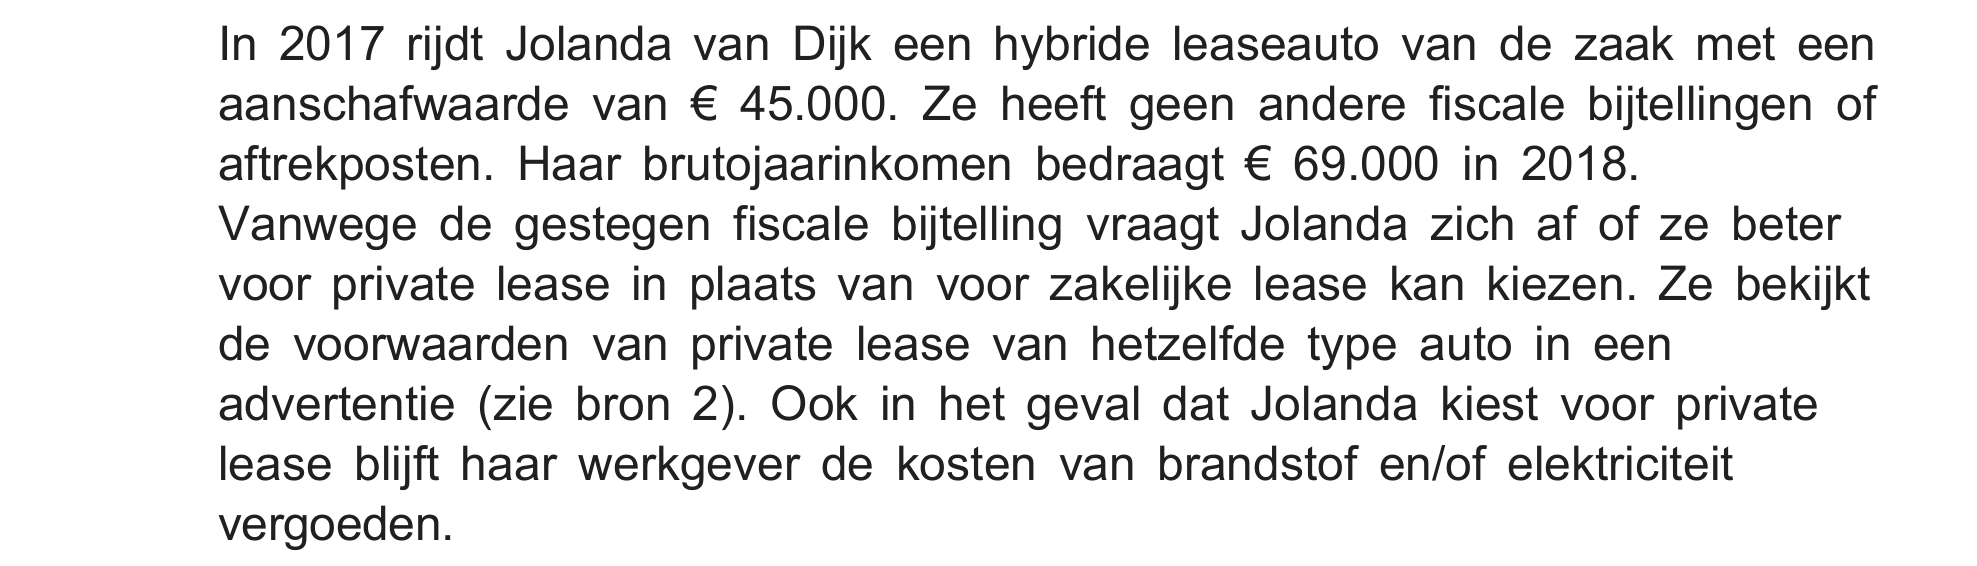 In 2017 rijdt Jolanda van Dijk een hybride leaseauto van de zaak met een
aanschafwaarde van € 45.000. Ze heeft geen andere fiscale bijtellingen of
aftrekposten. Haar brutojaarinkomen bedraagt € 69.000 in 2018.
Vanwege de gestegen fiscale bijtelling vraagt Jolanda zich af of ze beter
voor private lease in plaats van voor zakelijke lease kan kiezen. Ze bekijkt
de voorwaarden van private lease van hetzelfde type auto in een
advertentie (zie bron 2). Ook in het geval dat Jolanda kiest voor private
lease blijft haar werkgever de kosten van brandstof en/of elektriciteit
vergoeden.